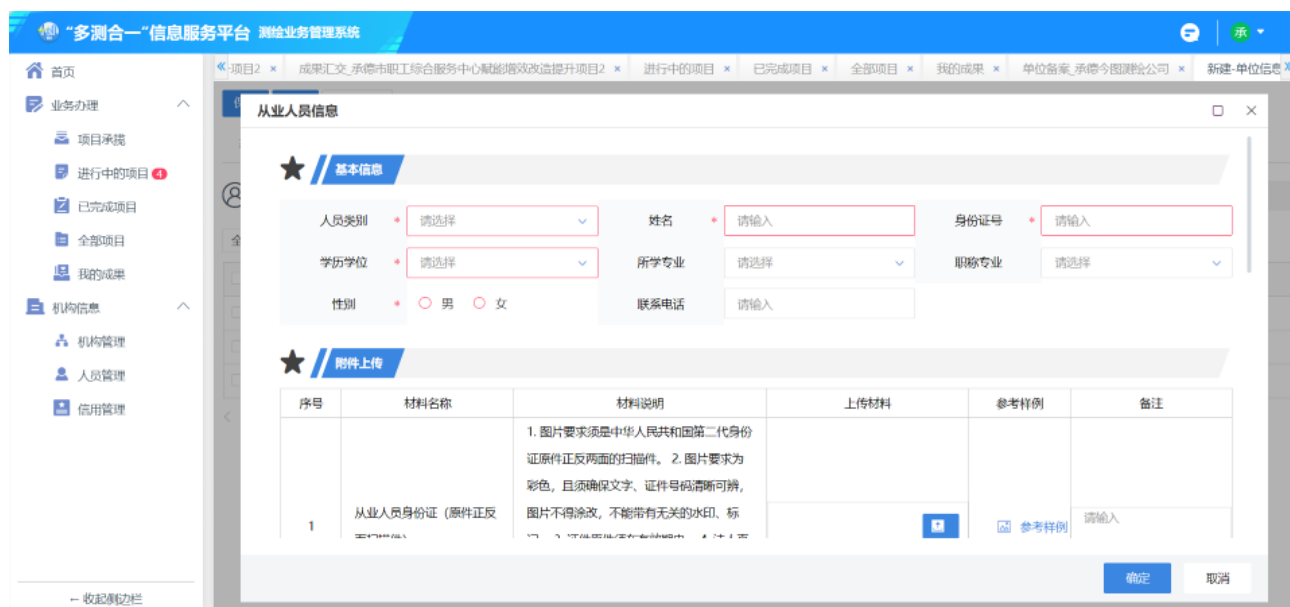 “多测合一“信息服务平台 测绘业务管理系统
承
首页
业务办理
项目承揽
进行中的项目 4
已完成项目
全部项目
我的成果
机构信息
机构管理
人员管理
信用管理
← 收起侧边栏
项目2 × 成果汇交_承德市职工综合服务中心赋能增效改造提升项目2 × 进行中的项目 × 已完成项目 × 全部项目 × 我的成果 × 单位备案_承德今图测绘公司 × 新建-单位信息
从业人员信息
基本信息
人员类别 * 请选择 姓名 * 请输入 身份证号 * 请输入
学历学位 * 请选择 所学专业 请选择 职称专业 请选择
性别 * 男 女 联系电话 请输入
附件上传
序号 材料名称 材料说明 上传材料 参考样例 备注
1. 图片要求须是中华人民共和国第二代身份
证原件正反两面的扫描件。 2. 图片要求为
彩色，且须确保文字、证件号码清晰可辨，
1 从业人员身份证（原件正反 图片不得涂改，不能带有无关的水印、标 参考样例 请输入
确定 取消